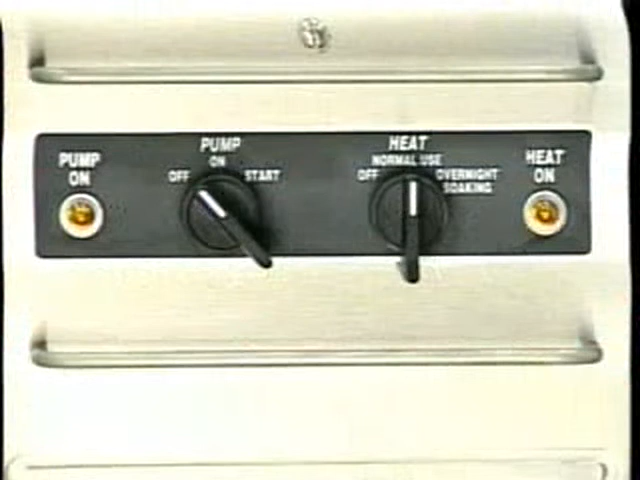 PUMP
ON
PUMP
ON
OFF START
HEAT
NORMAL USE
OFF OVERNIGHT
SOAKING
HEAT
ON